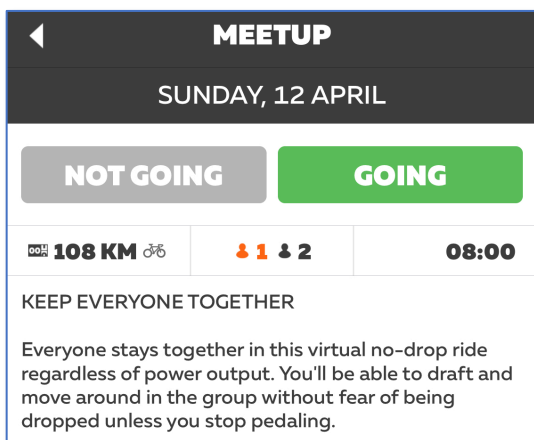 MEETUP
SUNDAY, 12 APRIL
NOT GOING
GOING
108 KM
1 2
08:00
KEEP EVERYONE TOGETHER
Everyone stays together in this virtual no-drop ride
regardless of power output. You'll be able to draft and
move around in the group without fear of being
dropped unless you stop pedaling.